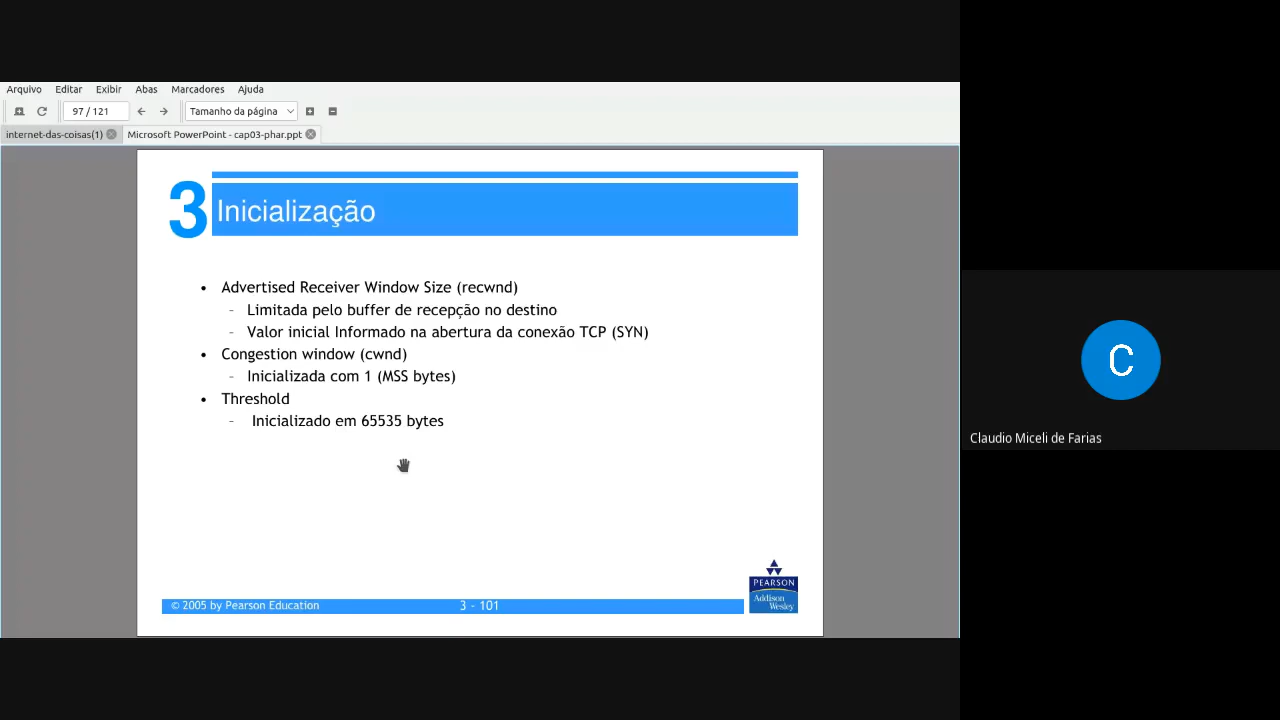 Arquivo Editar Exibir Abas Marcadores Ajuda
97 / 121 Tamanho da página
internet-das-coisas(1) Microsoft PowerPoint - cap03-phar.ppt
3 Inicialização
• Advertised Receiver Window Size (recwnd)
– Limitada pelo buffer de recepção no destino
– Valor inicial Informado na abertura da conexão TCP (SYN)
• Congestion window (cwnd)
– Inicializada com 1 (MSS bytes)
• Threshold
– Inicializado em 65535 bytes
C
Claudio Miceli de Farias
PEARSON
Addison
Wesley
© 2005 by Pearson Education 3 - 101